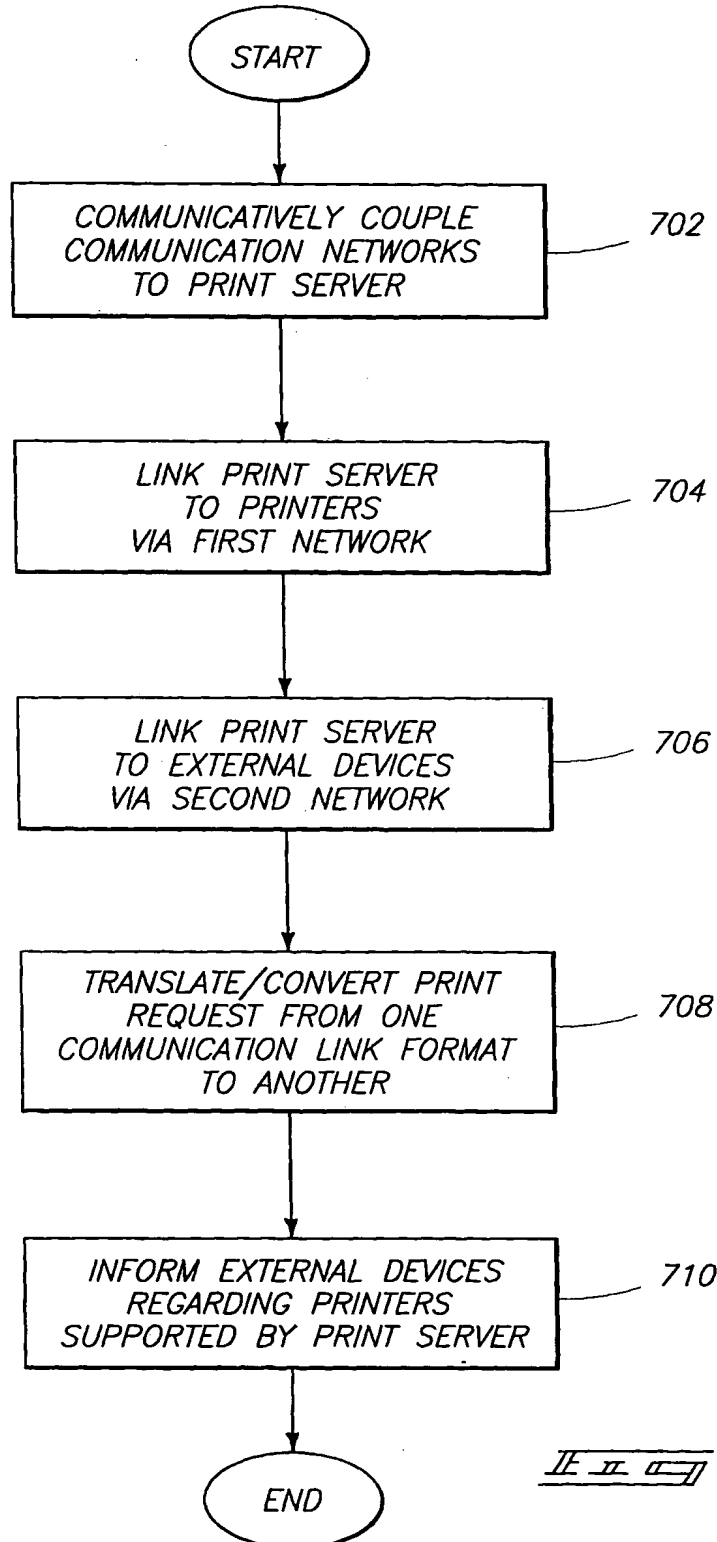 START
COMMUNICATIVELY COUPLE
COMMUNICATION NETWORKS
TO PRINT SERVER
702
LINK PRINT SERVER
TO PRINTERS
VIA FIRST NETWORK
704
LINK PRINT SERVER
TO EXTERNAL DEVICES
VIA SECOND NETWORK
706
TRANSLATE/CONVERT PRINT
REQUEST FROM ONE
COMMUNICATION LINK FORMAT
TO ANOTHER
708
INFORM EXTERNAL DEVICES
REGARDING PRINTERS
SUPPORTED BY PRINT SERVER
710
END
FIG